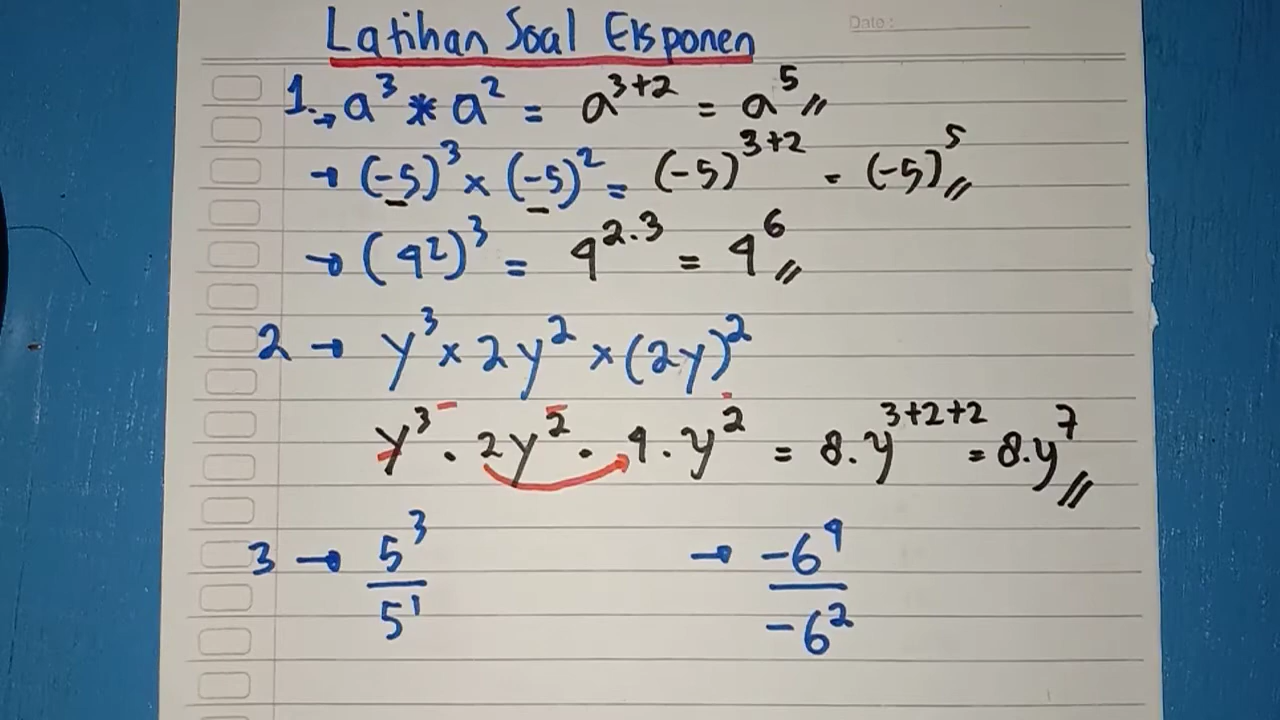 Latihan Soal Eksponen
Date:
1. → a³ * a² = a³⁺² = a⁵ //
→ (-5)³ × (-5)² = (-5)³⁺² = (-5)⁵ //
→ (4²)³ = 4²·³ = 4⁶ //
2 → y³ × 2y² × (2y)²
y³ . 2y² . 4 . y² = 8.y³⁺²⁺² = 8.y⁷ //
3 → 5³/5¹ → -6⁴/-6²